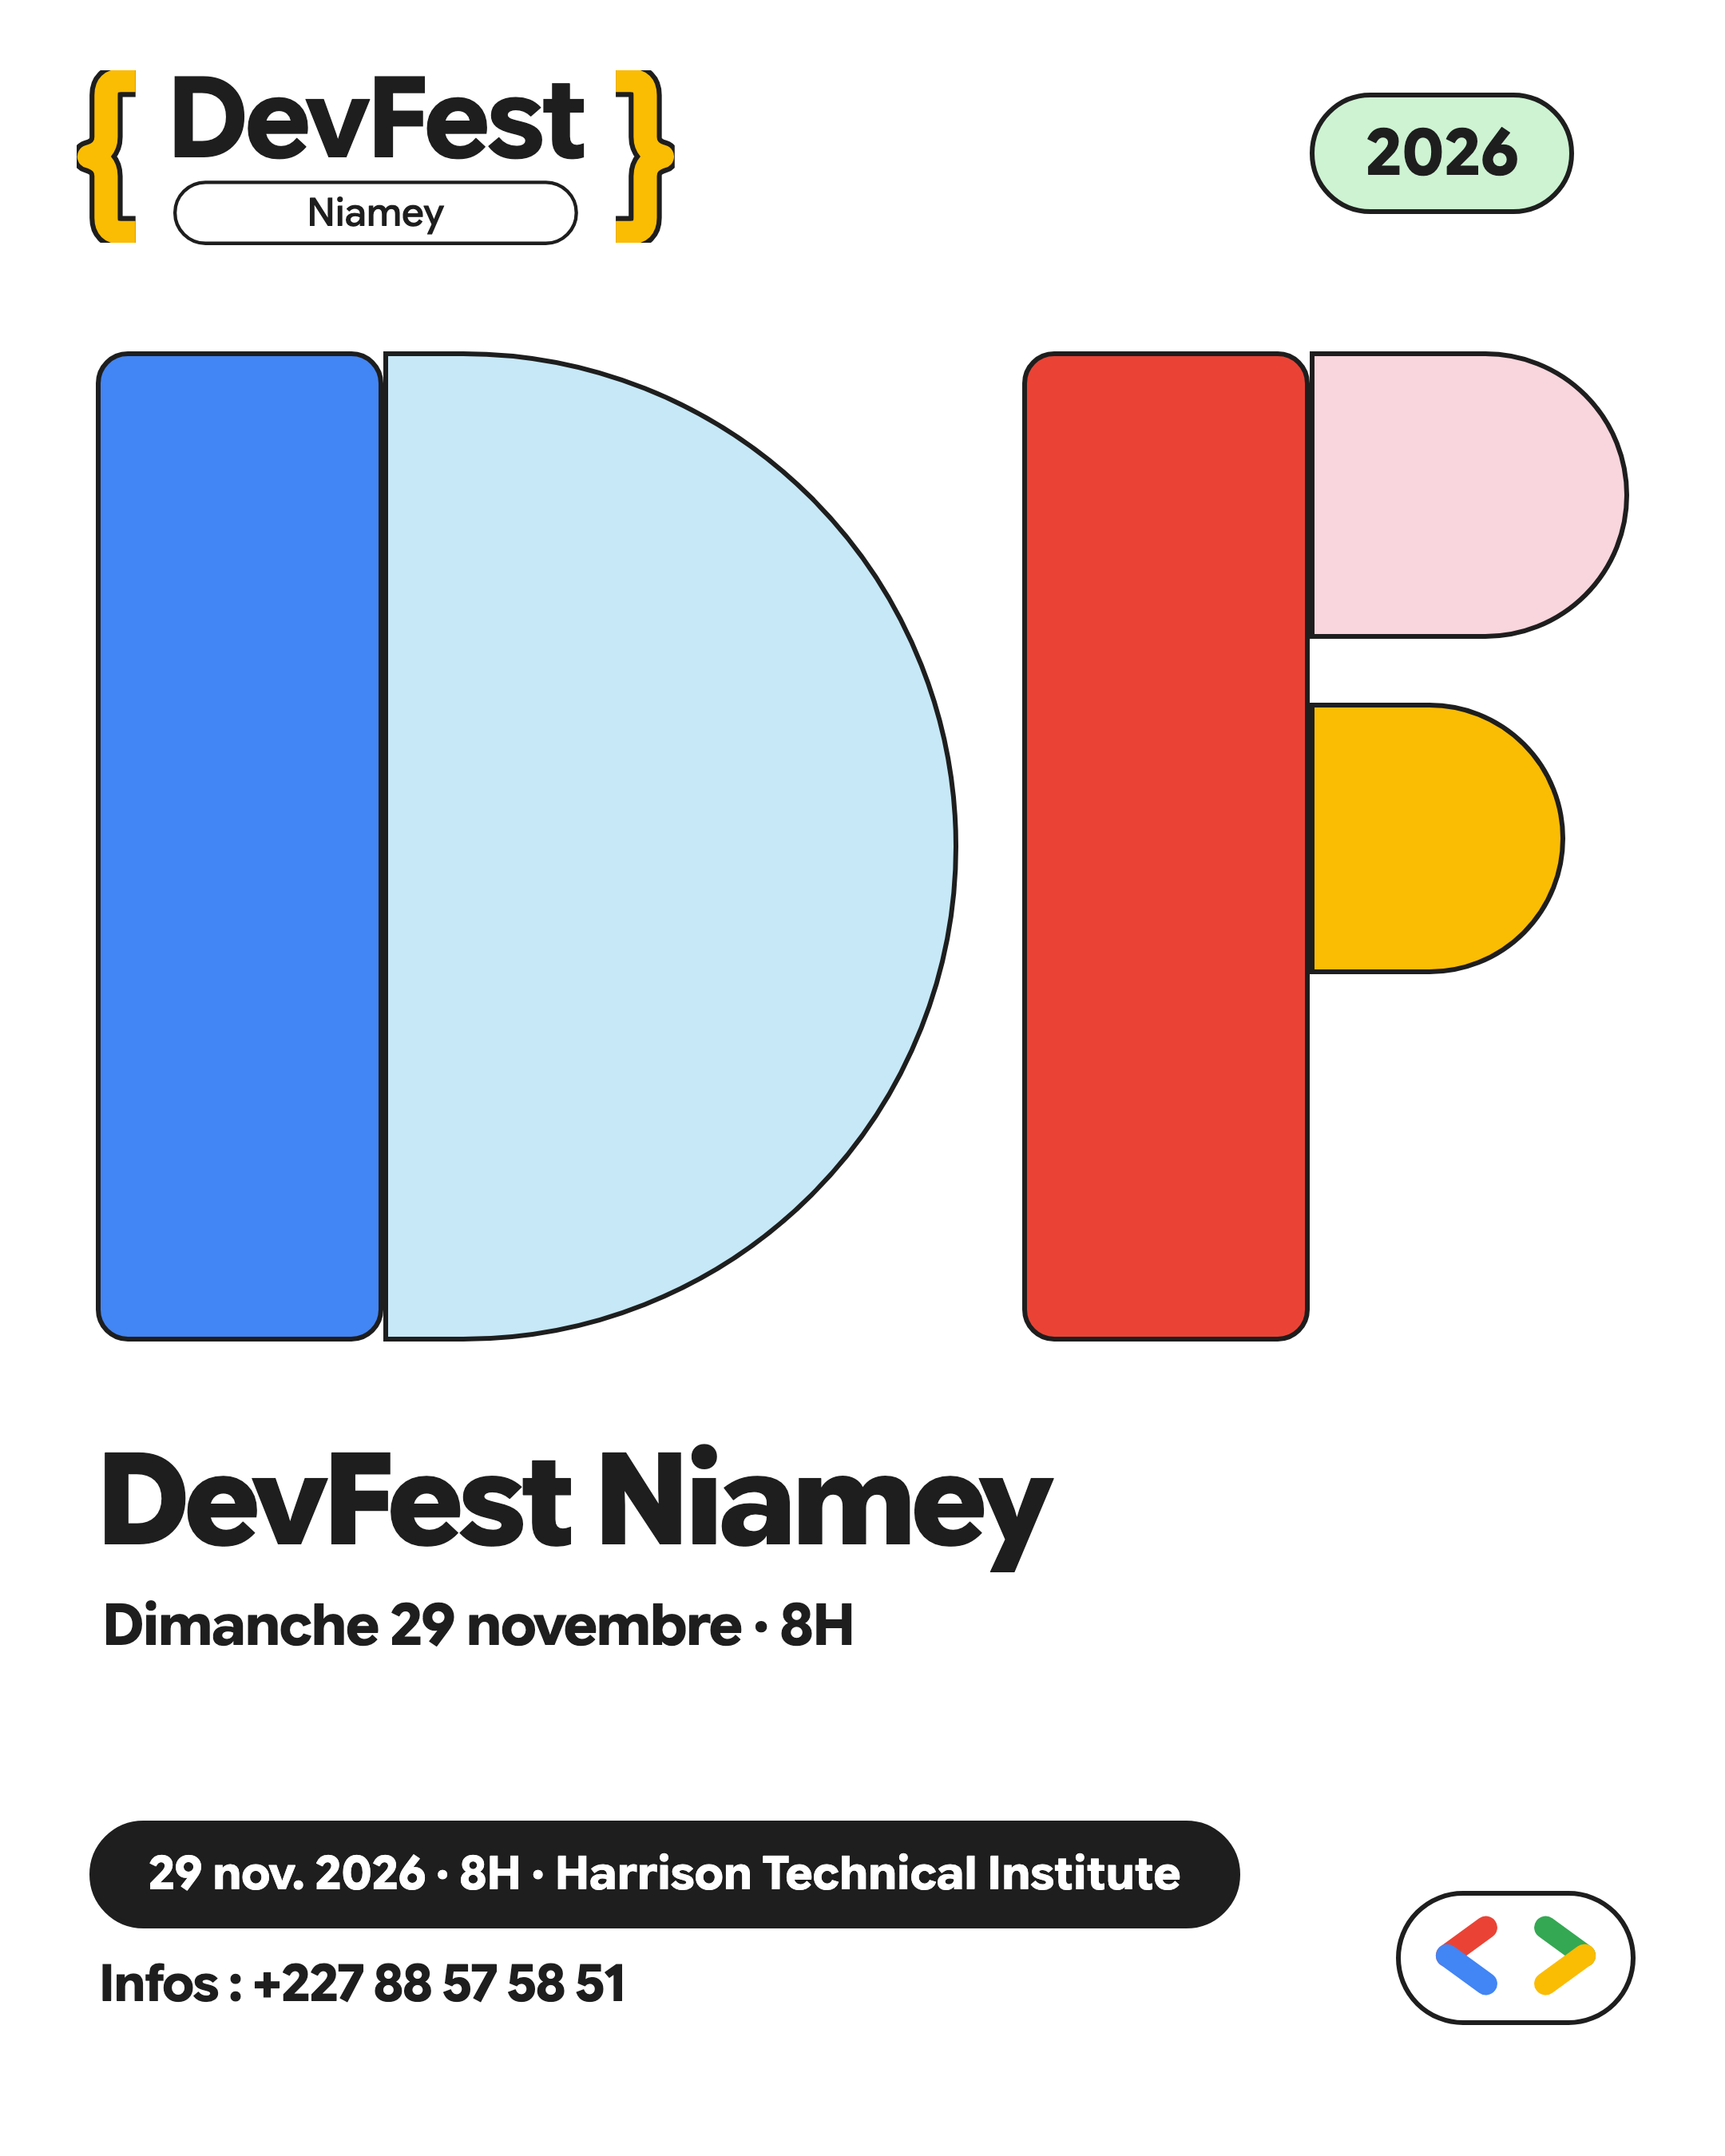 DevFest
Niamey
2026
DevFest Niamey
Dimanche 29 novembre · 8H
29 nov. 2026 · 8H · Harrison Technical Institute
Infos : +227 88 57 58 51